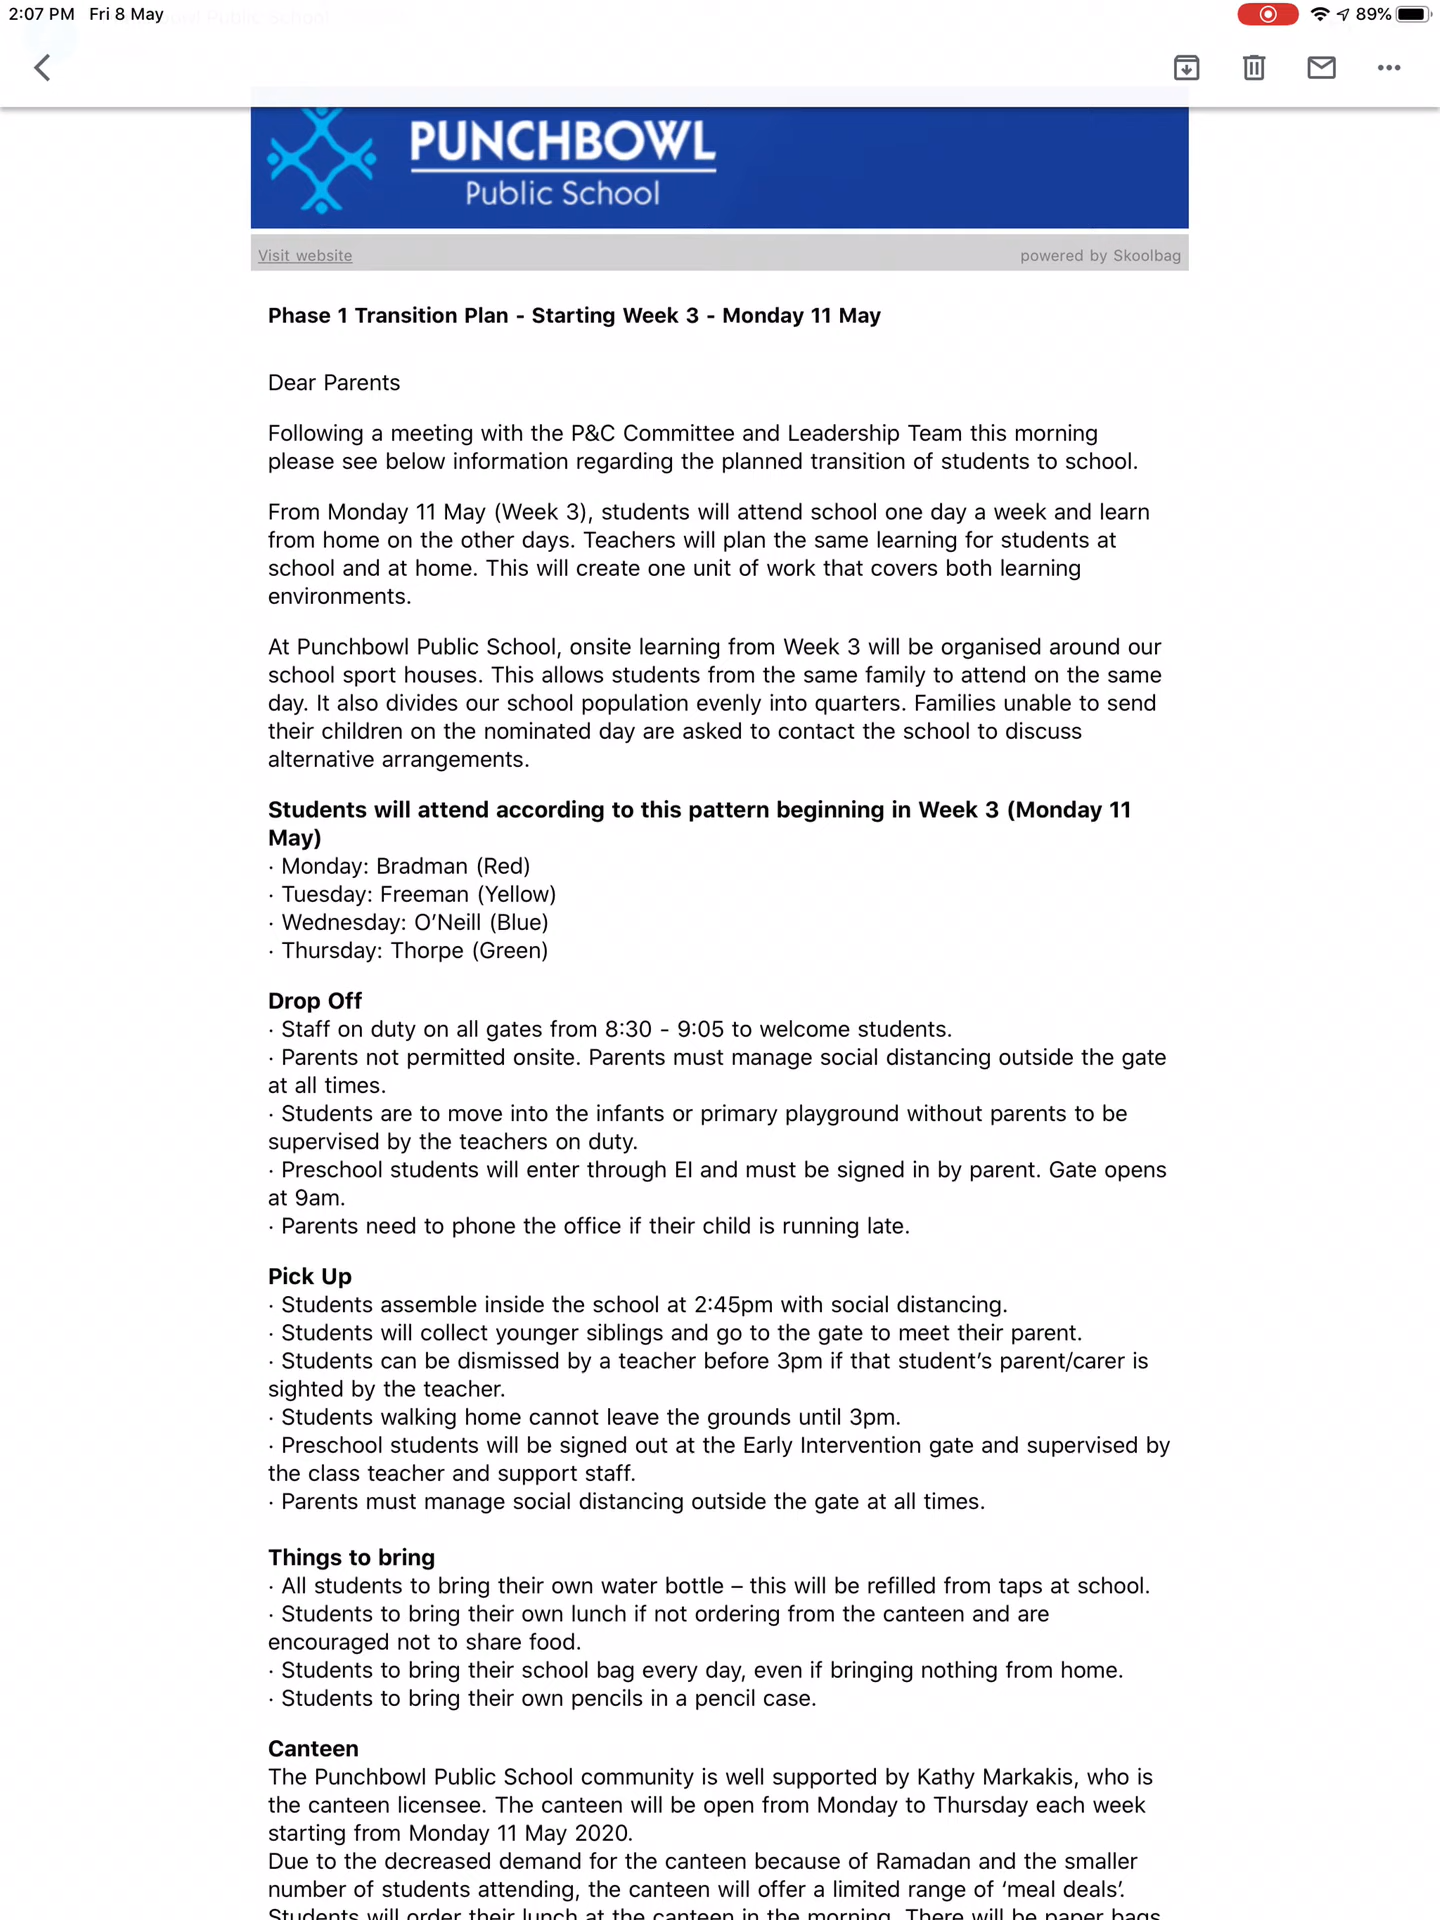 2:07 PM Fri 8 May
89%
PUNCHBOWL
Public School
Visit website
powered by Skoolbag
Phase 1 Transition Plan - Starting Week 3 - Monday 11 May
Dear Parents
Following a meeting with the P&C Committee and Leadership Team this morning
please see below information regarding the planned transition of students to school.
From Monday 11 May (Week 3), students will attend school one day a week and learn
from home on the other days. Teachers will plan the same learning for students at
school and at home. This will create one unit of work that covers both learning
environments.
At Punchbowl Public School, onsite learning from Week 3 will be organised around our
school sport houses. This allows students from the same family to attend on the same
day. It also divides our school population evenly into quarters. Families unable to send
their children on the nominated day are asked to contact the school to discuss
alternative arrangements.
Students will attend according to this pattern beginning in Week 3 (Monday 11
May)
· Monday: Bradman (Red)
· Tuesday: Freeman (Yellow)
· Wednesday: O’Neill (Blue)
· Thursday: Thorpe (Green)
Drop Off
· Staff on duty on all gates from 8:30 - 9:05 to welcome students.
· Parents not permitted onsite. Parents must manage social distancing outside the gate
at all times.
· Students are to move into the infants or primary playground without parents to be
supervised by the teachers on duty.
· Preschool students will enter through EI and must be signed in by parent. Gate opens
at 9am.
· Parents need to phone the office if their child is running late.
Pick Up
· Students assemble inside the school at 2:45pm with social distancing.
· Students will collect younger siblings and go to the gate to meet their parent.
· Students can be dismissed by a teacher before 3pm if that student’s parent/carer is
sighted by the teacher.
· Students walking home cannot leave the grounds until 3pm.
· Preschool students will be signed out at the Early Intervention gate and supervised by
the class teacher and support staff.
· Parents must manage social distancing outside the gate at all times.
Things to bring
· All students to bring their own water bottle – this will be refilled from taps at school.
· Students to bring their own lunch if not ordering from the canteen and are
encouraged not to share food.
· Students to bring their school bag every day, even if bringing nothing from home.
· Students to bring their own pencils in a pencil case.
Canteen
The Punchbowl Public School community is well supported by Kathy Markakis, who is
the canteen licensee. The canteen will be open from Monday to Thursday each week
starting from Monday 11 May 2020.
Due to the decreased demand for the canteen because of Ramadan and the smaller
number of students attending, the canteen will offer a limited range of ‘meal deals’.
Students will order their lunch at the canteen in the morning. There will be paper bags